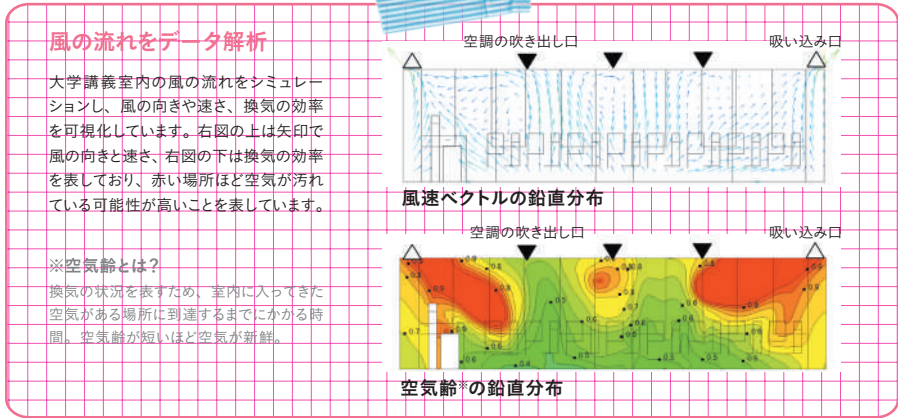 風の流れをデータ解析
大学講義室内の風の流れをシミュレー
ションし、風の向きや速さ、換気の効率
を可視化しています。右図の上は矢印で
風の向きと速さ、右図の下は換気の効率
を表しており、赤い場所ほど空気が汚れ
ている可能性が高いことを表しています。
※空気齢とは?
換気の状況を表すため、室内に入ってきた
空気がある場所に到達するまでにかかる時
間。空気齢が短いほど空気が新鮮。
空調の吹き出し口
吸い込み口
風速ベクトルの鉛直分布
空調の吹き出し口
吸い込み口
空気齢※の鉛直分布